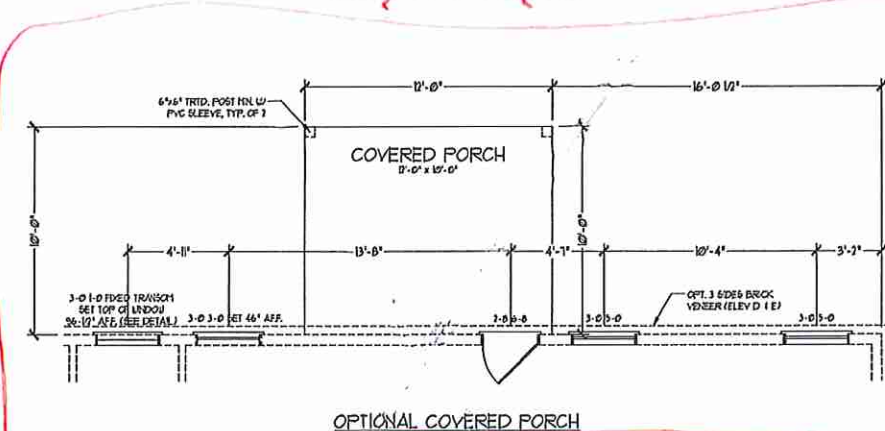 12'-0"
16'-0 1/2"
6"x6" TRTD. POST MIN. W/
PVC SLEEVE, TYP. OF 2
COVERED PORCH
12'-0" x 10'-0"
10'-0"
10'-0"
4'-11"
13'-8"
4'-7"
10'-4"
3'-2"
3-0 1-0 FIXED TRANSOM
SET TOP OF WINDOW
96-1/2" AFF. (SEE DETAIL)
3-0 3-0 SET 46" AFF.
2-8 6-8
3-0 5-0
OPT. 3 SIDES BRICK
VENEER (ELEV D & E)
3-0 5-0
OPTIONAL COVERED PORCH